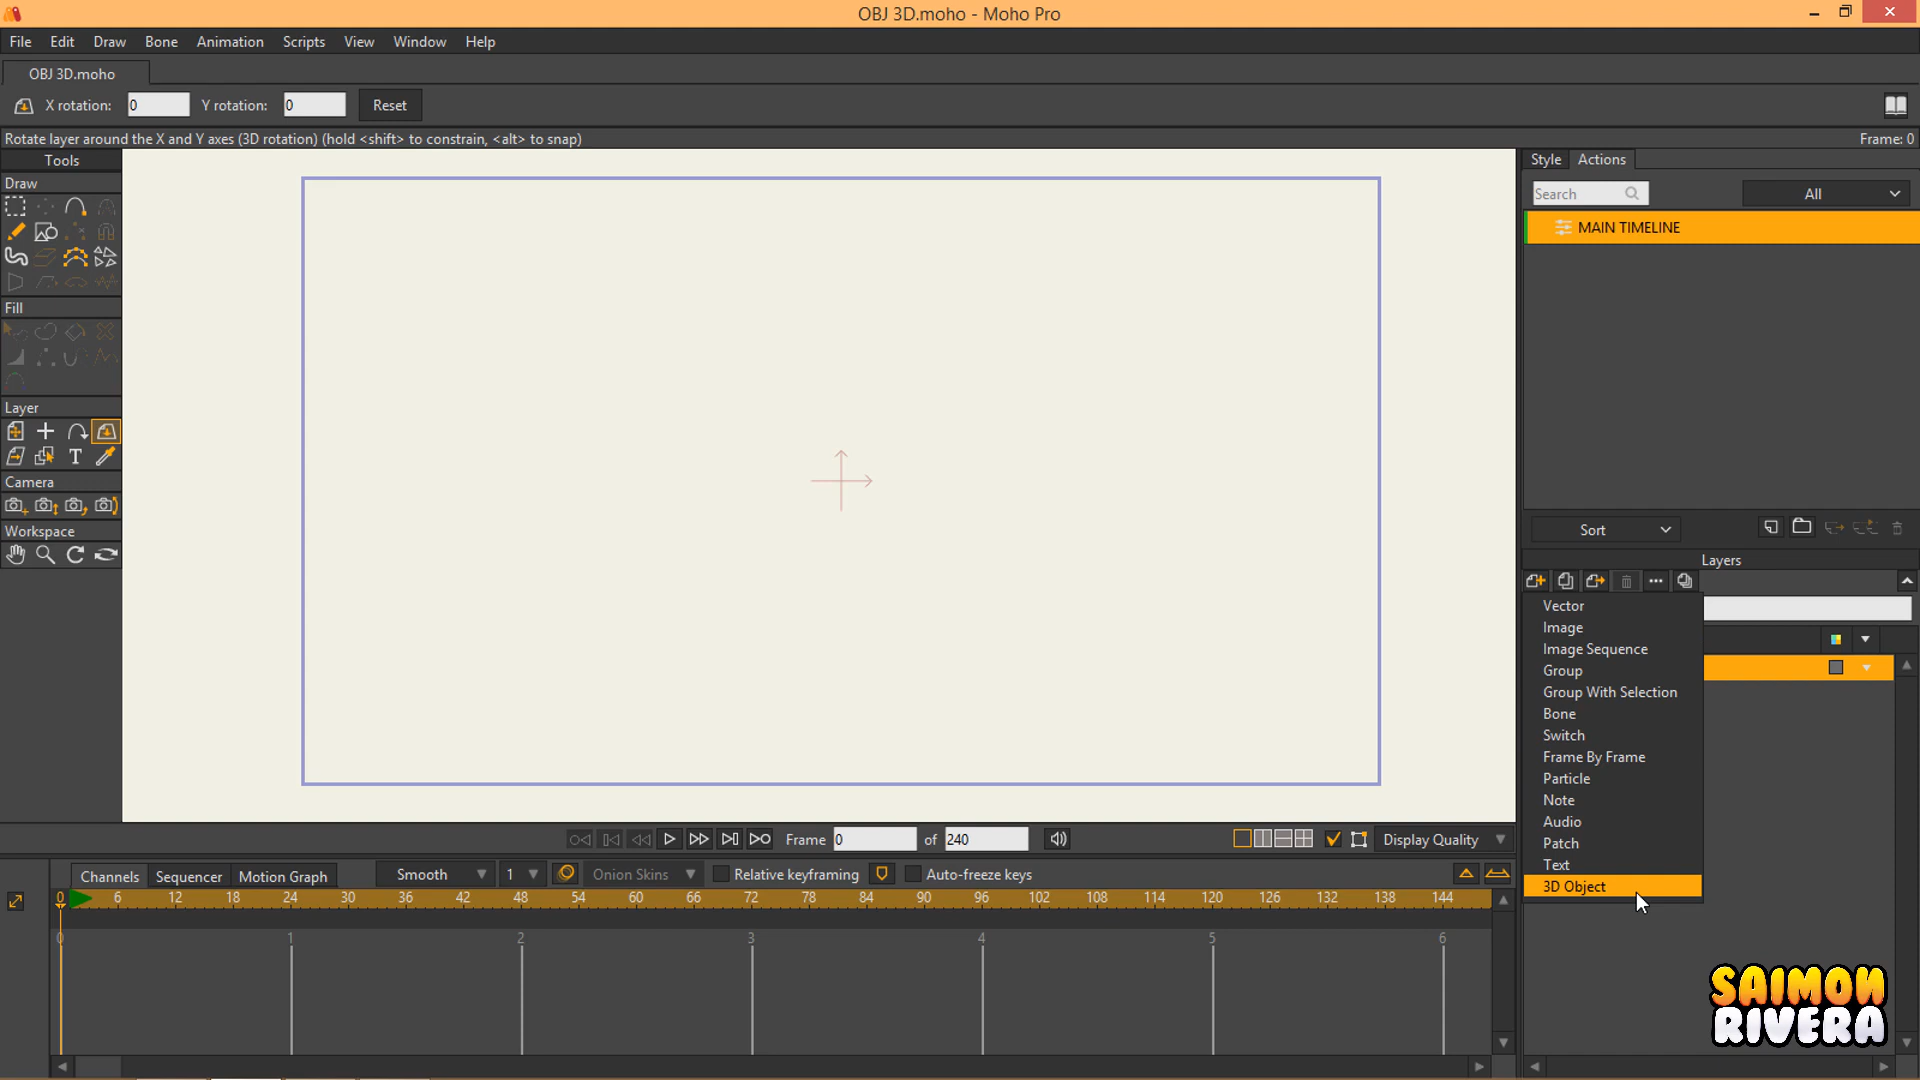 OBJ 3D.moho - Moho Pro
File Edit Draw Bone Animation Scripts View Window Help
OBJ 3D.moho
X rotation: 0 Y rotation: 0 Reset
Rotate layer around the X and Y axes (3D rotation) (hold <shift> to constrain, <alt> to snap) Frame: 0
Tools
Draw
Fill
Layer
T
Camera
Workspace
Style Actions
Search All
MAIN TIMELINE
Sort
Layers
Vector
Image
Image Sequence
Group
Group With Selection
Bone
Switch
Frame By Frame
Particle
Note
Audio
Patch
Text
3D Object
Frame 0 of 240 Display Quality
Channels Sequencer Motion Graph Smooth 1 Onion Skins Relative keyframing Auto-freeze keys
0 6 12 18 24 30 36 42 48 54 60 66 72 78 84 90 96 102 108 114 120 126 132 138 144
0 1 2 3 4 5 6
SAIMON
RIVERA